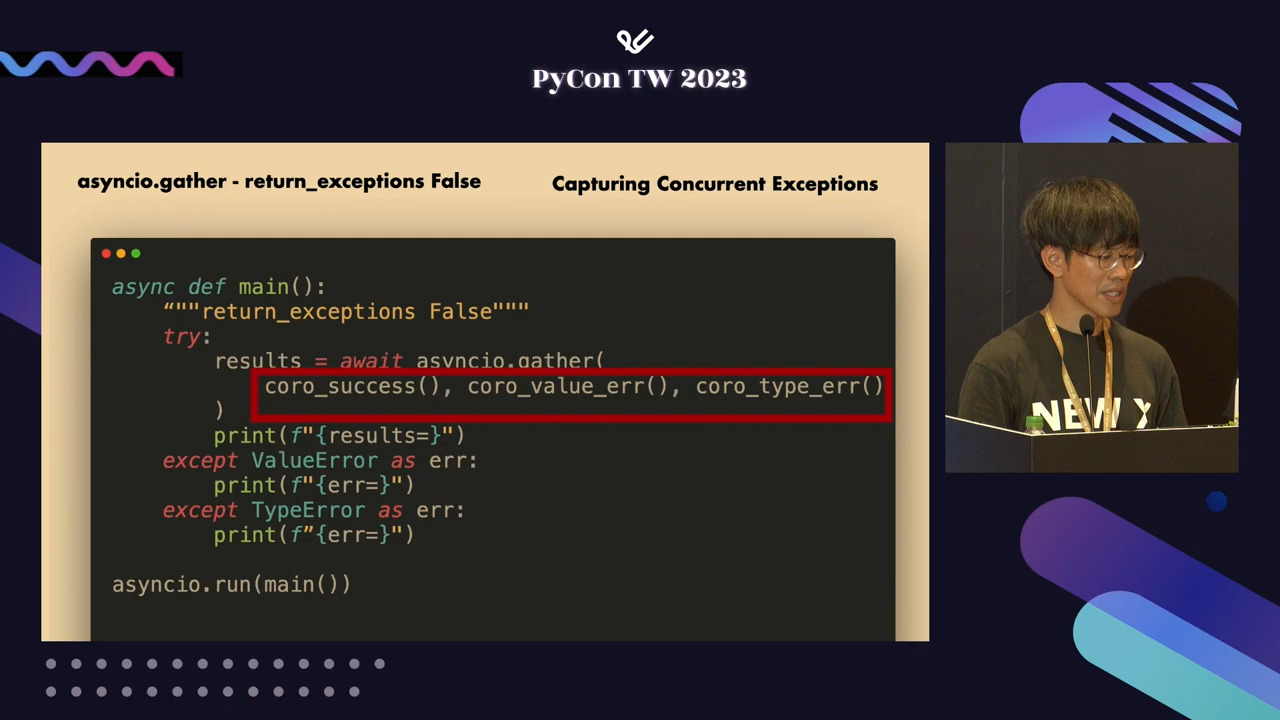 PyCon TW 2023
asyncio.gather - return_exceptions False
Capturing Concurrent Exceptions
async def main():
“""return_exceptions False"""
try:
results = await asyncio.gather(
coro_success(), coro_value_err(), coro_type_err()
)
print(f"{results=}")
except ValueError as err:
print(f"{err=}")
except TypeError as err:
print(f”{err=}")
asyncio.run(main())
NEW